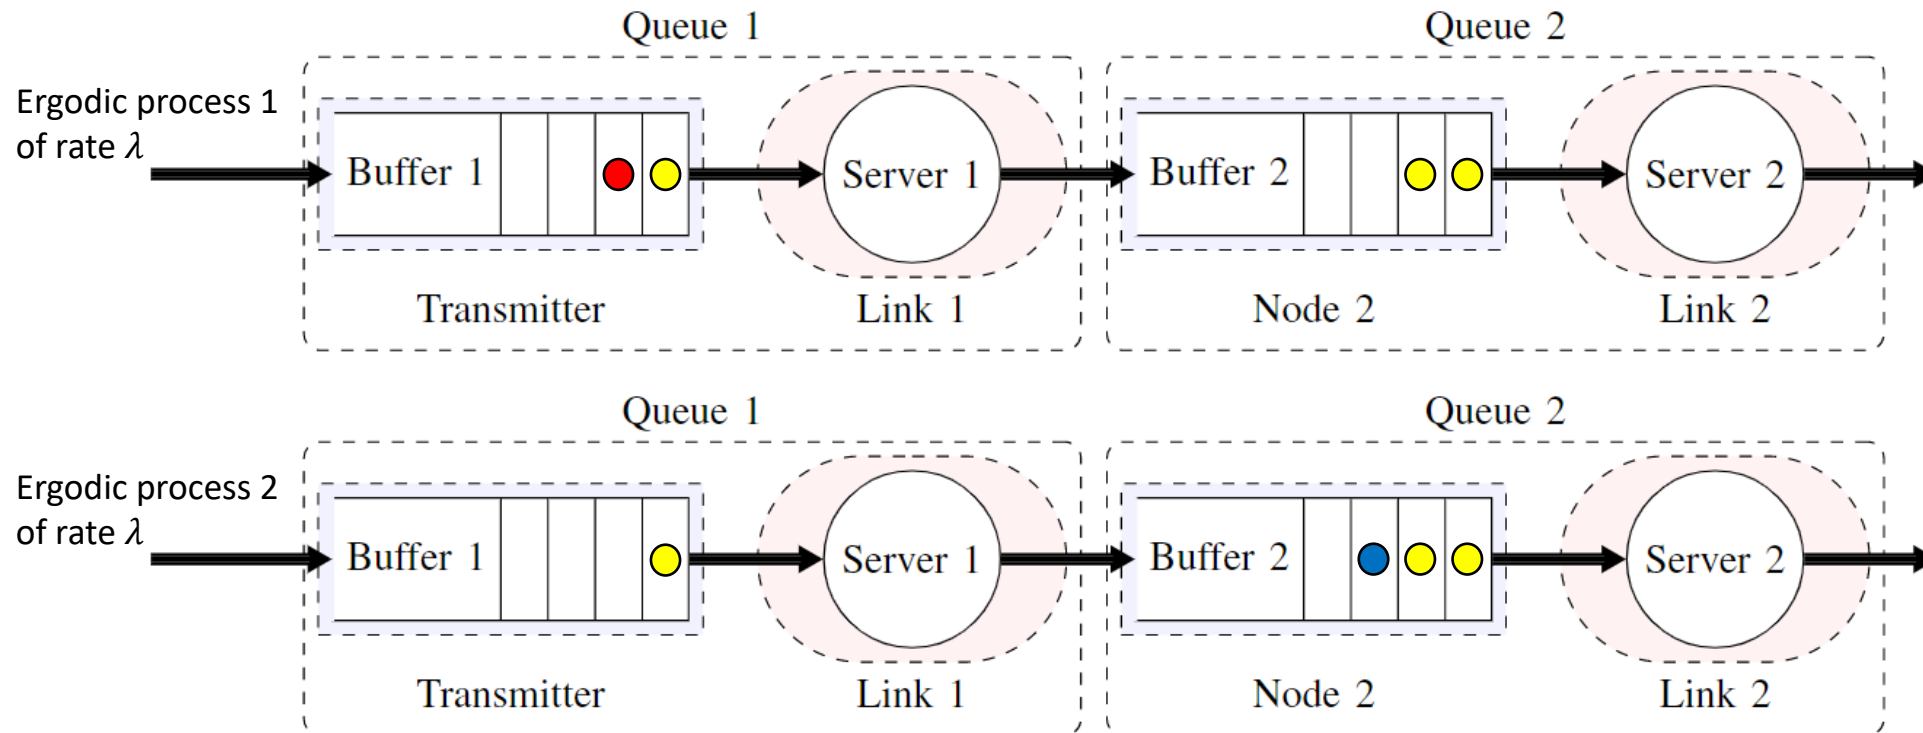 Queue 1
Queue 2
Ergodic process 1
of rate λ
Buffer 1
Server 1
Buffer 2
Server 2
Transmitter
Link 1
Node 2
Link 2
Queue 1
Queue 2
Ergodic process 2
of rate λ
Buffer 1
Server 1
Buffer 2
Server 2
Transmitter
Link 1
Node 2
Link 2